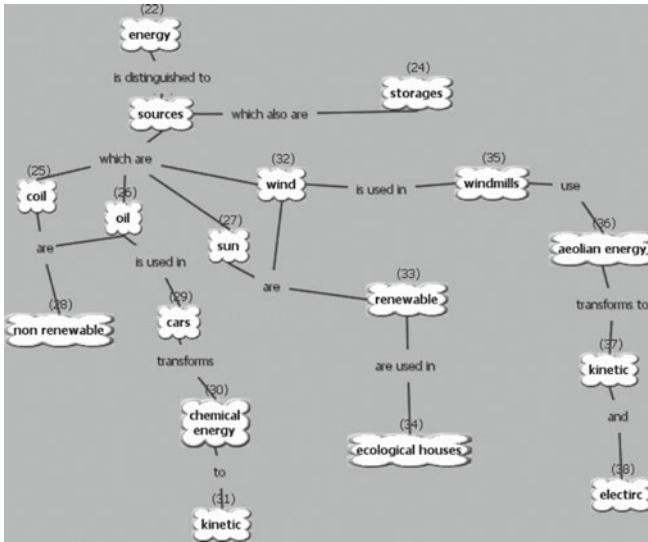 (22)
energy
is distinguished to
(24)
storages
sources
which also are
which are
(25)
coil
(26)
oil
(32)
wind
is used in
(35)
windmills
use
(27)
sun
(36)
aeolian energy
are
is used in
are
(33)
renewable
transforms to
(28)
non renewable
(29)
cars
(37)
kinetic
transforms
are used in
(30)
chemical
energy
and
(34)
ecological houses
to
(38)
electirc
(31)
kinetic